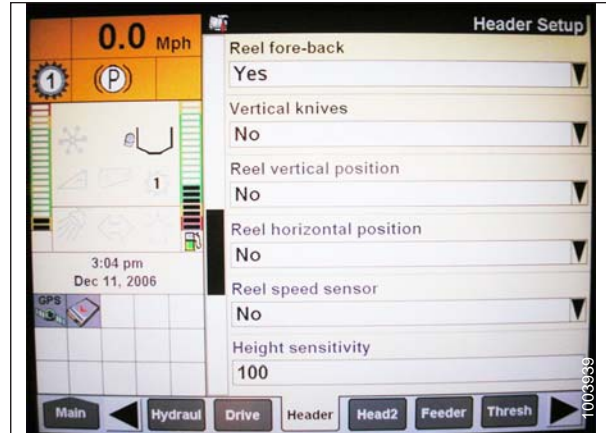 0.0 Mph
1
(P)
1
3:04 pm
Dec 11, 2006
GPS
Header Setup
Reel fore-back
Yes
Vertical knives
No
Reel vertical position
No
Reel horizontal position
No
Reel speed sensor
No
Height sensitivity
100
Main Hydraul Drive Header Head2 Feeder Thresh
1003939